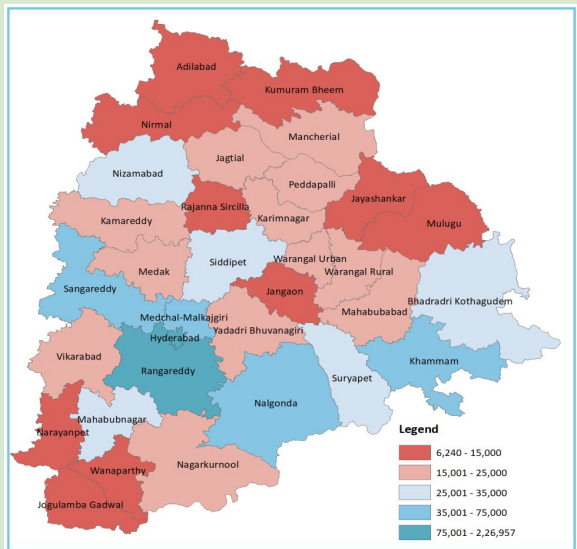 Adilabad
Kumuram Bheem
Nirmal
Mancherial
Jagtial
Nizamabad
Peddapalli
Jayashankar
Rajanna Sircilla
Kamareddy
Karimnagar
Mulugu
Siddipet
Warangal Urban
Medak
Warangal Rural
Sangareddy
Jangaon
Bhadradri Kothagudem
Medchal-Malkajgiri
Mahabubabad
Yadadri Bhuvanagiri
Hyderabad
Vikarabad
Khammam
Rangareddy
Suryapet
Nalgonda
Mahabubnagar
Narayanpet
Nagarkurnool
Wanaparthy
Jogulamba Gadwal
Legend
6,240 - 15,000
15,001 - 25,000
25,001 - 35,000
35,001 - 75,000
75,001 - 2,26,957